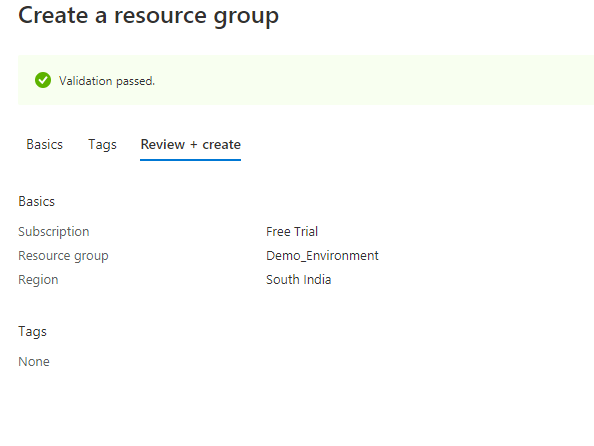 Create a resource group
Validation passed.
Basics Tags Review + create
Basics
Subscription Free Trial
Resource group Demo_Environment
Region South India
Tags
None